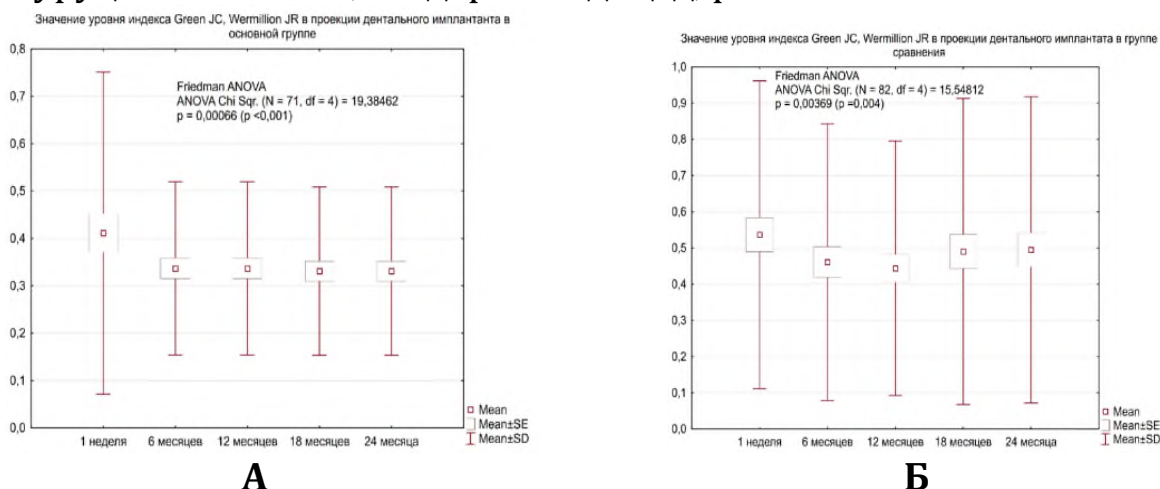 Значение уровня индекса Green JC, Wermillion JR в проекции дентального имплантанта в
основной группе
0,8
0,7
0,6
0,5
0,4
0,3
0,2
0,1
0,0
Friedman ANOVA
ANOVA Chi Sqr. (N = 71, df = 4) = 19,38462
p = 0,00066 (p <0,001)
1 неделя 6 месяцев 12 месяцев 18 месяцев 24 месяца
Mean
Mean±SE
Mean±SD
А
Значение уровня индекса Green JC, Wermillion JR в проекции дентального имплантата в группе
сравнения
1,0
0,9
0,8
0,7
0,6
0,5
0,4
0,3
0,2
0,1
0,0
Friedman ANOVA
ANOVA Chi Sqr. (N = 82, df = 4) = 15,54812
p = 0,00369 (p =0,004)
1 неделя 6 месяцев 12 месяцев 18 месяцев 24 месяца
Mean
Mean±SE
Mean±SD
Б